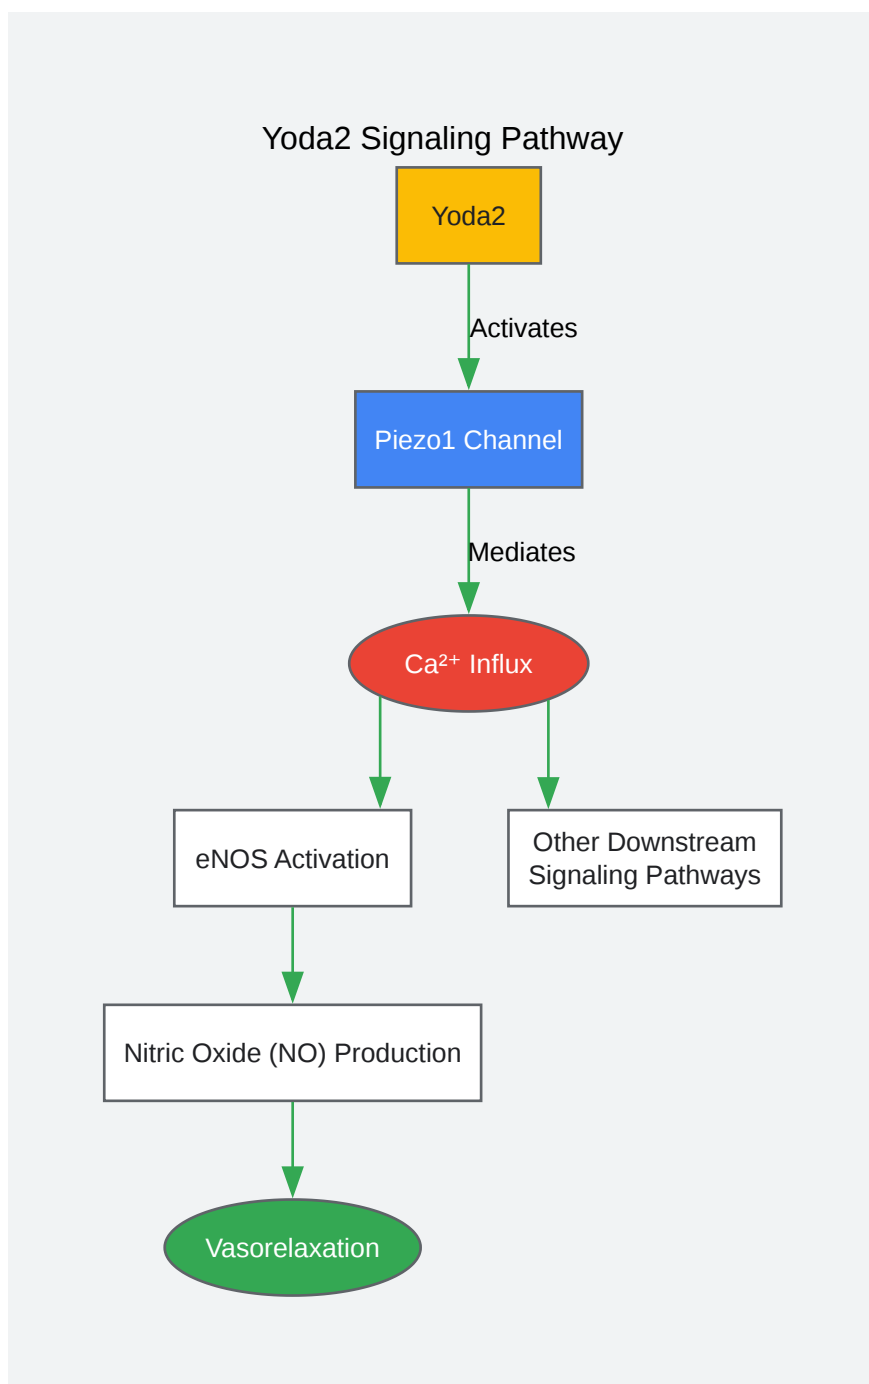 Yoda2 Signaling Pathway
Yoda2
Activates
Piezo1 Channel
Mediates
Ca²⁺ Influx
eNOS Activation
Other Downstream
Signaling Pathways
Nitric Oxide (NO) Production
Vasorelaxation